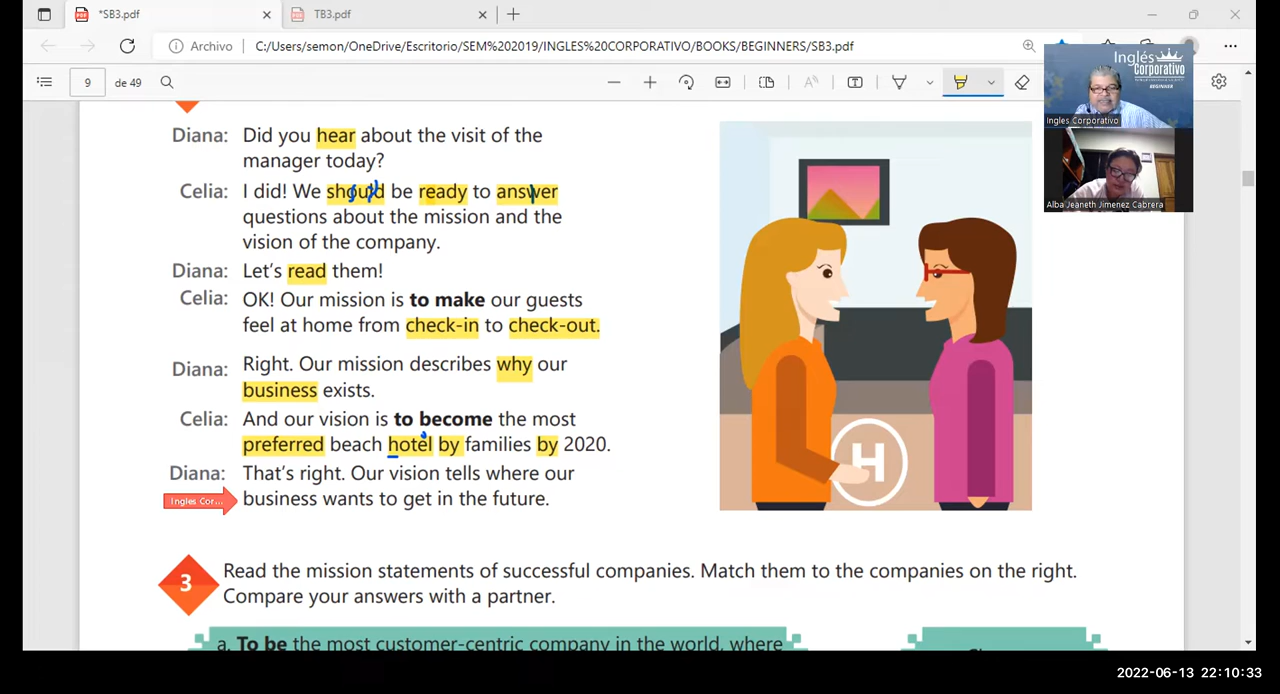 *SB3.pdf
TB3.pdf
Archivo
C:/Users/semon/OneDrive/Escritorio/SEM%202019/INGLES%20CORPORATIVO/BOOKS/BEGINNERS/SB3.pdf
9 de 49
Inglés
Corporativo
BEGINNER
Ingles Corporativo
Alba Jeaneth Jimenez Cabrera
Diana: Did you hear about the visit of the
manager today?
Celia: I did! We should be ready to answer
questions about the mission and the
vision of the company.
Diana: Let's read them!
Celia: OK! Our mission is to make our guests
feel at home from check-in to check-out.
Diana: Right. Our mission describes why our
business exists.
Celia: And our vision is to become the most
preferred beach hotel by families by 2020.
Diana: That's right. Our vision tells where our
Ingles Cor... business wants to get in the future.
H
3 Read the mission statements of successful companies. Match them to the companies on the right.
Compare your answers with a partner.
a. To be the most customer-centric company in the world, where
2022-06-13 22:10:33